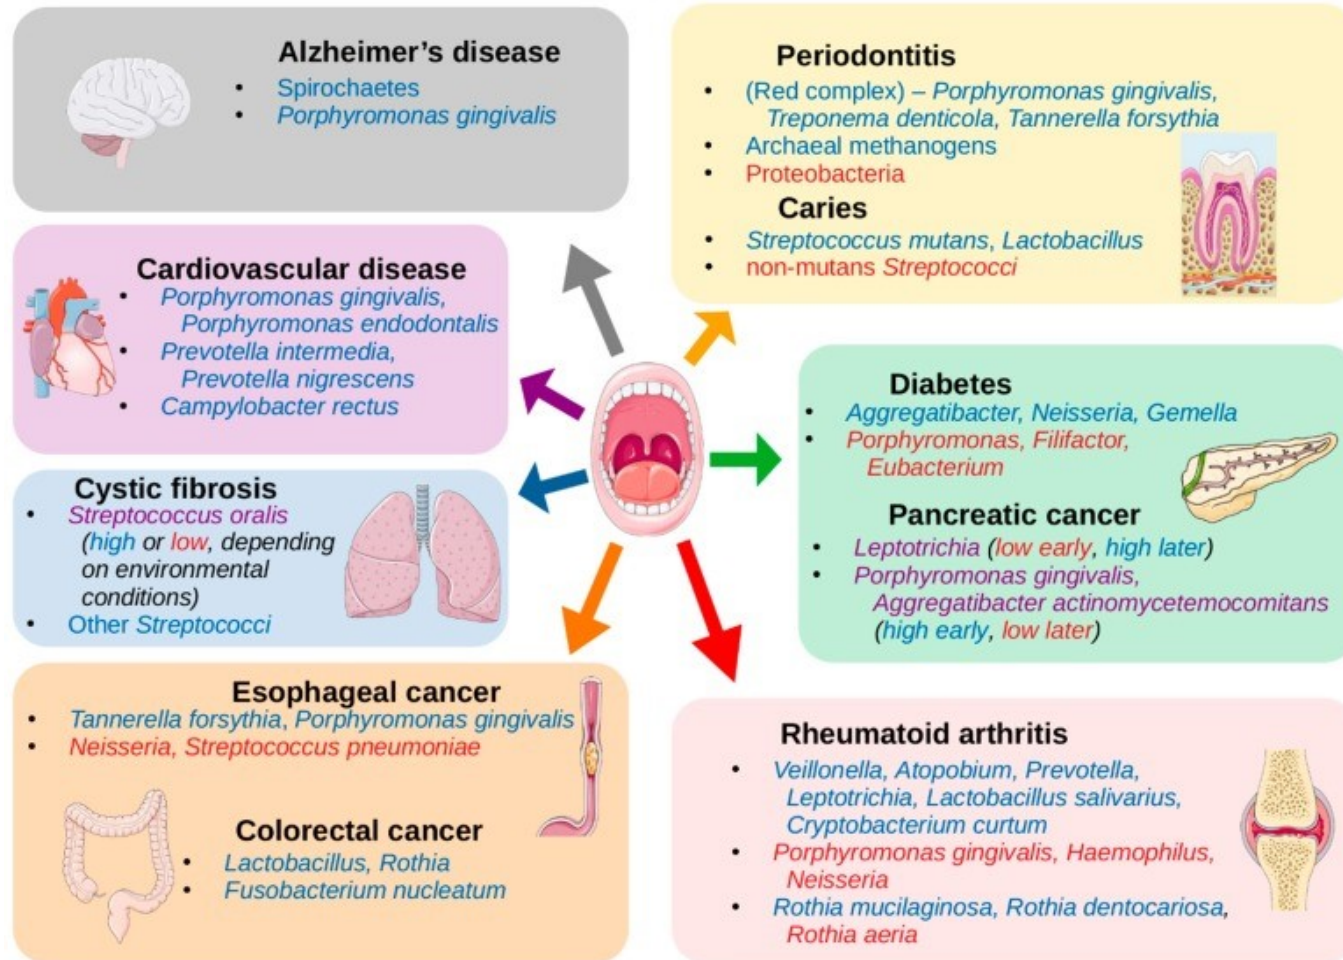 Alzheimer's disease
• Spirochaetes
• Porphyromonas gingivalis
Periodontitis
• (Red complex) – Porphyromonas gingivalis,
Treponema denticola, Tannerella forsythia
• Archaeal methanogens
• Proteobacteria
Caries
• Streptococcus mutans, Lactobacillus
• non-mutans Streptococci
Cardiovascular disease
• Porphyromonas gingivalis,
Porphyromonas endodontalis
• Prevotella intermedia,
Prevotella nigrescens
• Campylobacter rectus
Diabetes
• Aggregatibacter, Neisseria, Gemella
• Porphyromonas, Filifactor,
Eubacterium
Pancreatic cancer
• Leptotrichia (low early, high later)
• Porphyromonas gingivalis,
Aggregatibacter actinomycetemcomitans
(high early, low later)
Cystic fibrosis
• Streptococcus oralis
(high or low, depending
on environmental
conditions)
• Other Streptococci
Esophageal cancer
• Tannerella forsythia, Porphyromonas gingivalis
• Neisseria, Streptococcus pneumoniae
Colorectal cancer
• Lactobacillus, Rothia
• Fusobacterium nucleatum
Rheumatoid arthritis
• Veillonella, Atopobium, Prevotella,
Leptotrichia, Lactobacillus salivarius,
Cryptobacterium curtum
• Porphyromonas gingivalis, Haemophilus,
Neisseria
• Rothia mucilaginosa, Rothia dentocariosa,
Rothia aeria